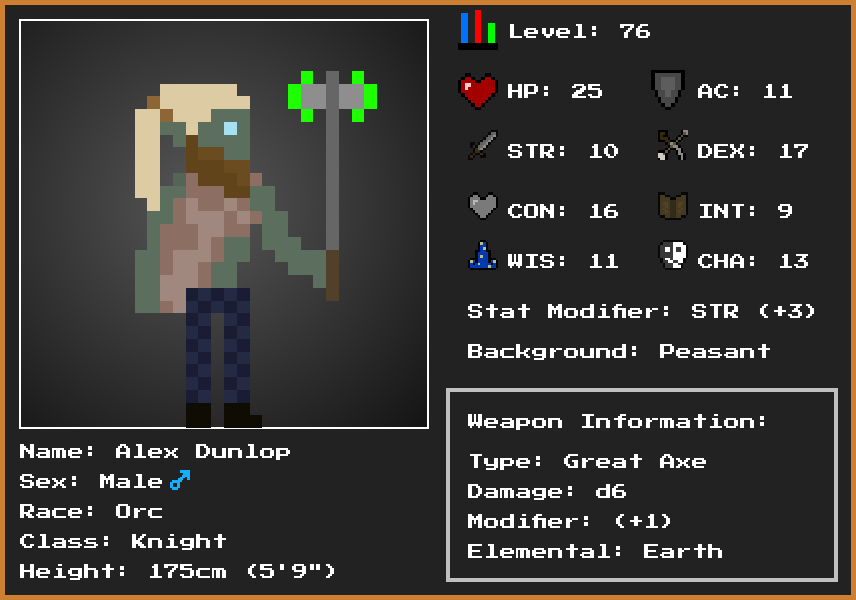 Level: 76
HP: 25 AC: 11
STR: 10 DEX: 17
CON: 16 INT: 9
WIS: 11 CHA: 13
Stat Modifier: STR (+3)
Background: Peasant
Weapon Information:
Type: Great Axe
Damage: d6
Modifier: (+1)
Elemental: Earth
Name: Alex Dunlop
Sex: Male ♂
Race: Orc
Class: Knight
Height: 175cm (5'9")